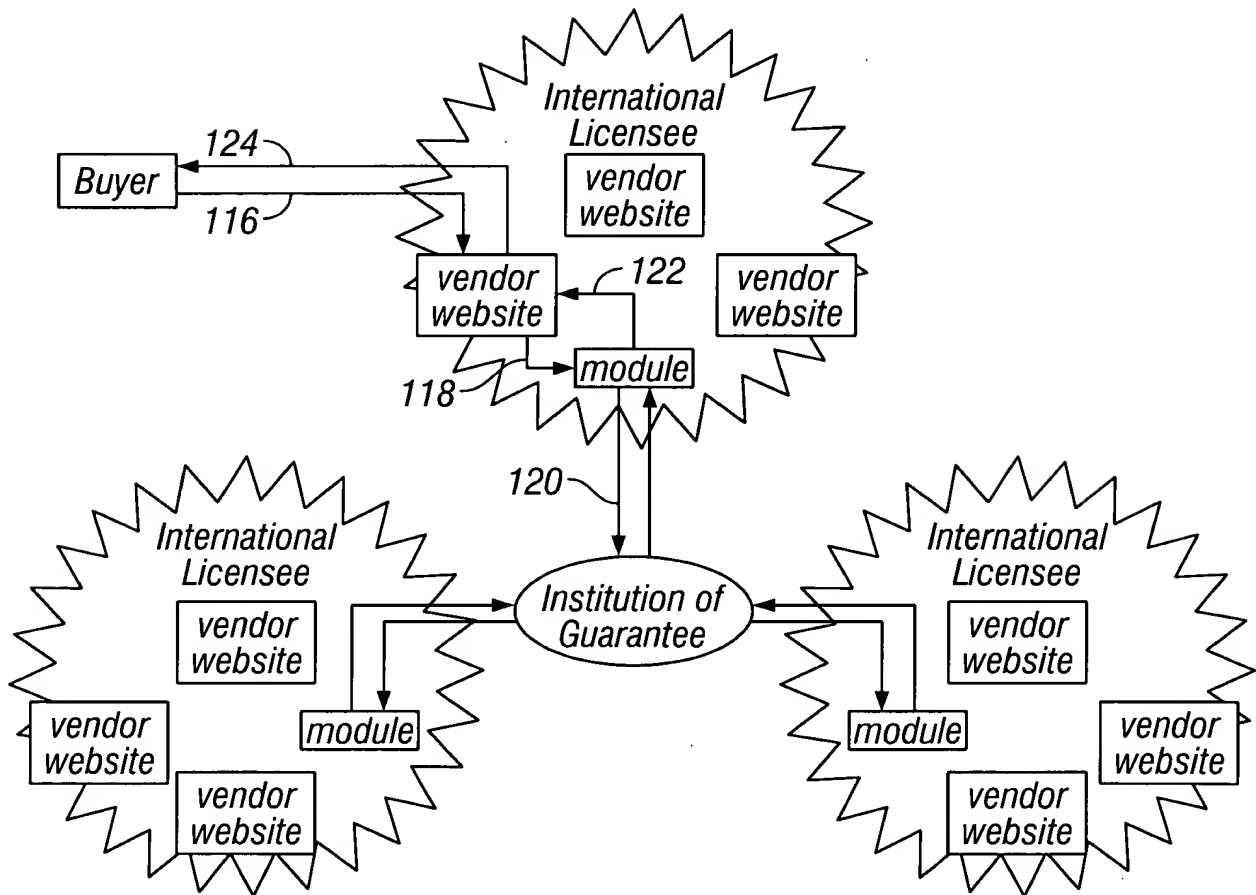 International
Licensee
124
Buyer
116
vendor
website
vendor
website
122
vendor
website
118
module
120
International
Licensee
International
Licensee
Institution of
Guarantee
vendor
website
vendor
website
module
module
vendor
website
vendor
website
vendor
website
vendor
website